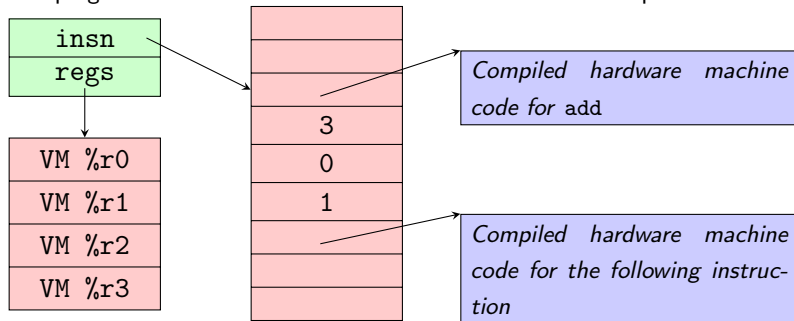 insn
regs
VM %r0
VM %r1
VM %r2
VM %r3
3
0
1
Compiled hardware machine
code for add
Compiled hardware machine
code for the following instruc-
tion